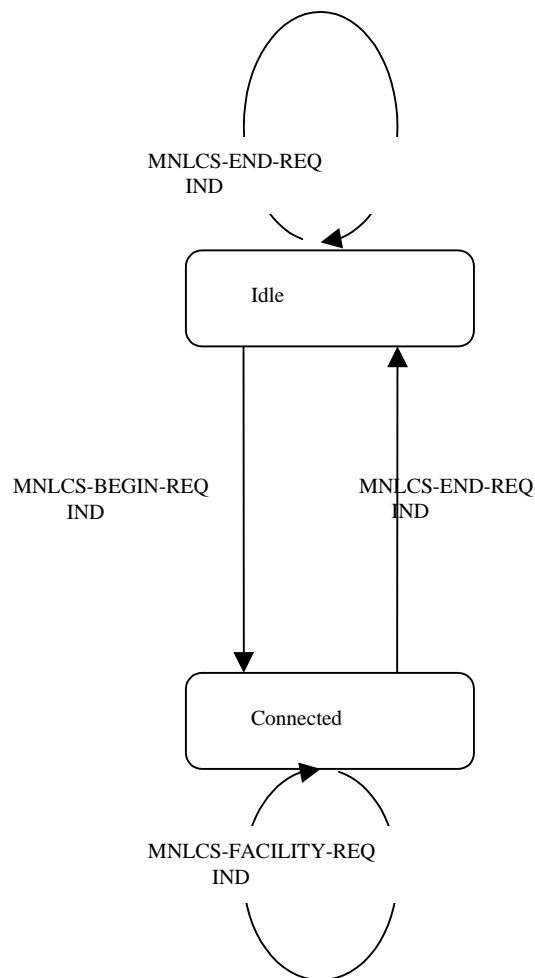 MNLCS-END-REQ
IND
Idle
MNLCS-BEGIN-REQ
IND
MNLCS-END-REQ
IND
Connected
MNLCS-FACILITY-REQ
IND